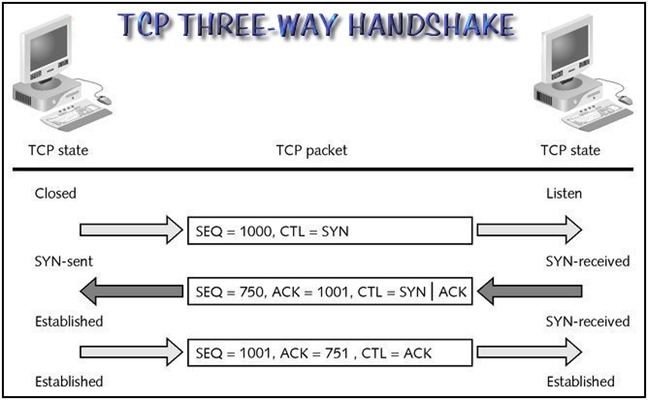 TCP THREE-WAY HANDSHAKE
TCP state TCP packet TCP state
Closed Listen
SEQ = 1000, CTL = SYN
SYN-sent SYN-received
SEQ = 750, ACK = 1001, CTL = SYN | ACK
Established SYN-received
SEQ = 1001, ACK = 751 , CTL = ACK
Established Established